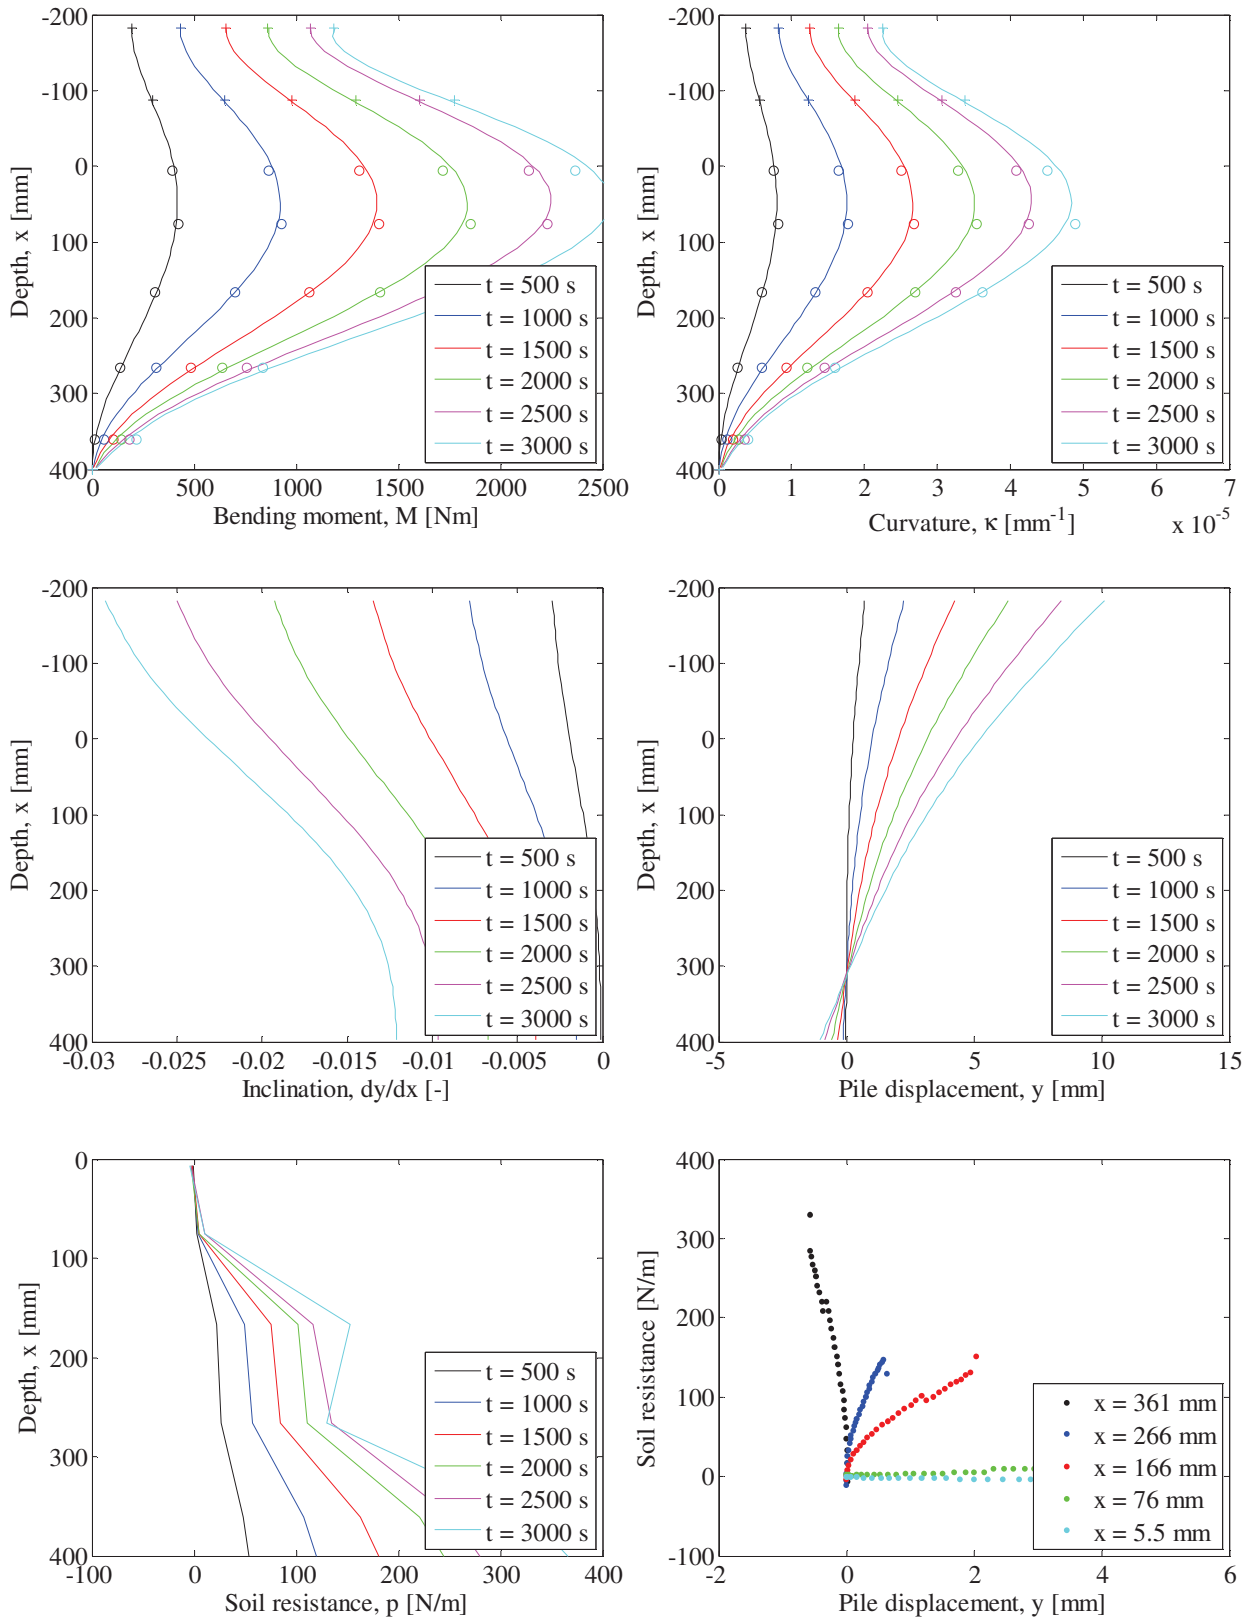 -200
-100
0
100
200
300
400
Depth, x [mm]
0 500 1000 1500 2000 2500
Bending moment, M [Nm]
t = 500 s
t = 1000 s
t = 1500 s
t = 2000 s
t = 2500 s
t = 3000 s
-200
-100
0
100
200
300
400
Depth, x [mm]
0 1 2 3 4 5 6 7
x 10-5
Curvature, κ [mm-1]
t = 500 s
t = 1000 s
t = 1500 s
t = 2000 s
t = 2500 s
t = 3000 s
-200
-100
0
100
200
300
400
Depth, x [mm]
-0.03 -0.025 -0.02 -0.015 -0.01 -0.005 0
Inclination, dy/dx [-]
t = 500 s
t = 1000 s
t = 1500 s
t = 2000 s
t = 2500 s
t = 3000 s
-200
-100
0
100
200
300
400
Depth, x [mm]
-5 0 5 10 15
Pile displacement, y [mm]
t = 500 s
t = 1000 s
t = 1500 s
t = 2000 s
t = 2500 s
t = 3000 s
0
100
200
300
400
Depth, x [mm]
-100 0 100 200 300 400
Soil resistance, p [N/m]
t = 500 s
t = 1000 s
t = 1500 s
t = 2000 s
t = 2500 s
t = 3000 s
400
300
200
100
0
-100
Soil resistance [N/m]
-2 0 2 4 6
Pile displacement, y [mm]
x = 361 mm
x = 266 mm
x = 166 mm
x = 76 mm
x = 5.5 mm